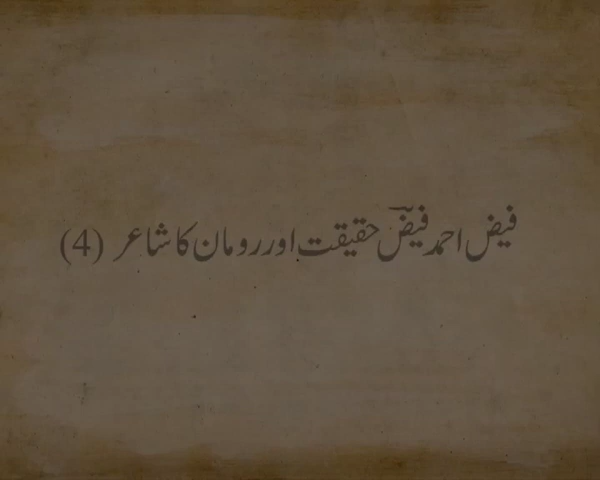 فیض احمد فیضؔ حقیقت اور رومان کا شاعر (4)